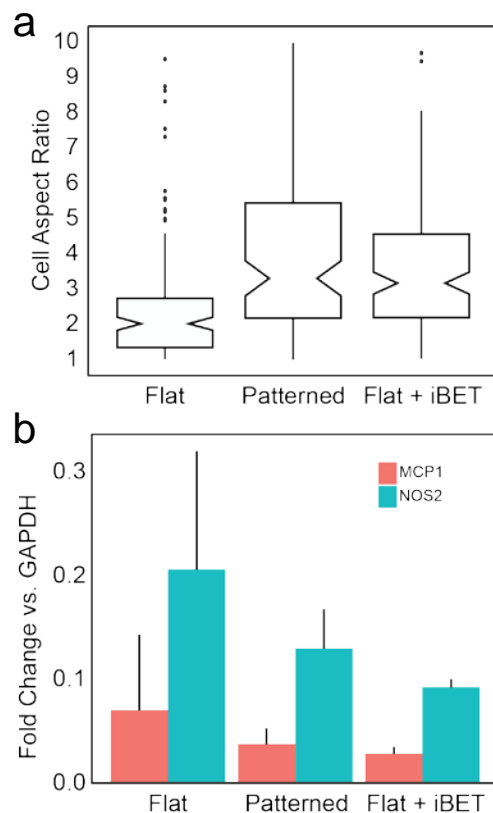 a
Cell Aspect Ratio
10
9
8
7
6
5
4
3
2
1
Flat Patterned Flat + iBET
b
Fold Change vs. GAPDH
MCP1
NOS2
0.3
0.2
0.1
0.0
Flat Patterned Flat + iBET